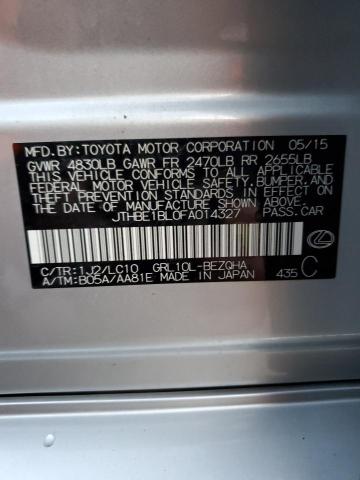 MFD. BY: TOYOTA MOTOR CORPORATION 05/15
GVWR 4830LB GAWR FR 2470LB RR 2655LB
THIS VEHICLE CONFORMS TO ALL APPLICABLE
FEDERAL MOTOR VEHICLE SAFETY, BUMPER, AND
THEFT PREVENTION STANDARDS IN EFFECT ON
THE DATE OF MANUFACTURE SHOWN ABOVE.
JTHBE1BL0FA014327 PASS.CAR
C/TR:1J2/LC10 GRL10L-BEZQHA
A/TM:B05A/AA81E MADE IN JAPAN 435 C